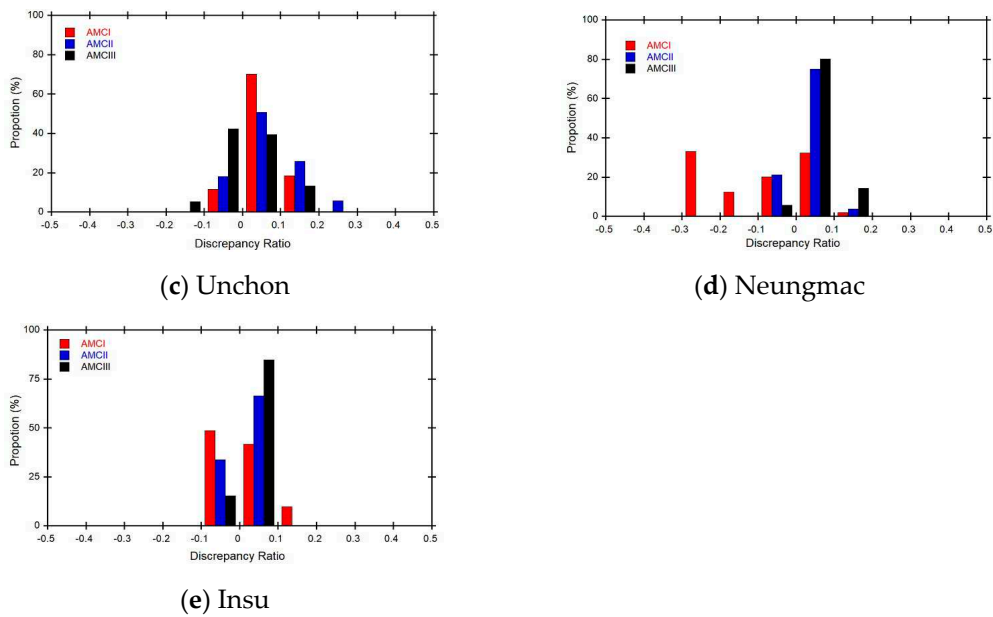 100
80
60
40
20
0
Propotion (%)
AMCI
AMCII
AMCIII
-0.5 -0.4 -0.3 -0.2 -0.1 0 0.1 0.2 0.3 0.4 0.5
Discrepancy Ratio
(c) Unchon
100
80
60
40
20
0
Propotion (%)
AMCI
AMCII
AMCIII
-0.5 -0.4 -0.3 -0.2 -0.1 0 0.1 0.2 0.3 0.4 0.5
Discrepancy Ratio
(d) Neungmac
100
75
50
25
0
Propotion (%)
AMCI
AMCII
AMCIII
-0.5 -0.4 -0.3 -0.2 -0.1 0 0.1 0.2 0.3 0.4 0.5
Discrepancy Ratio
(e) Insu